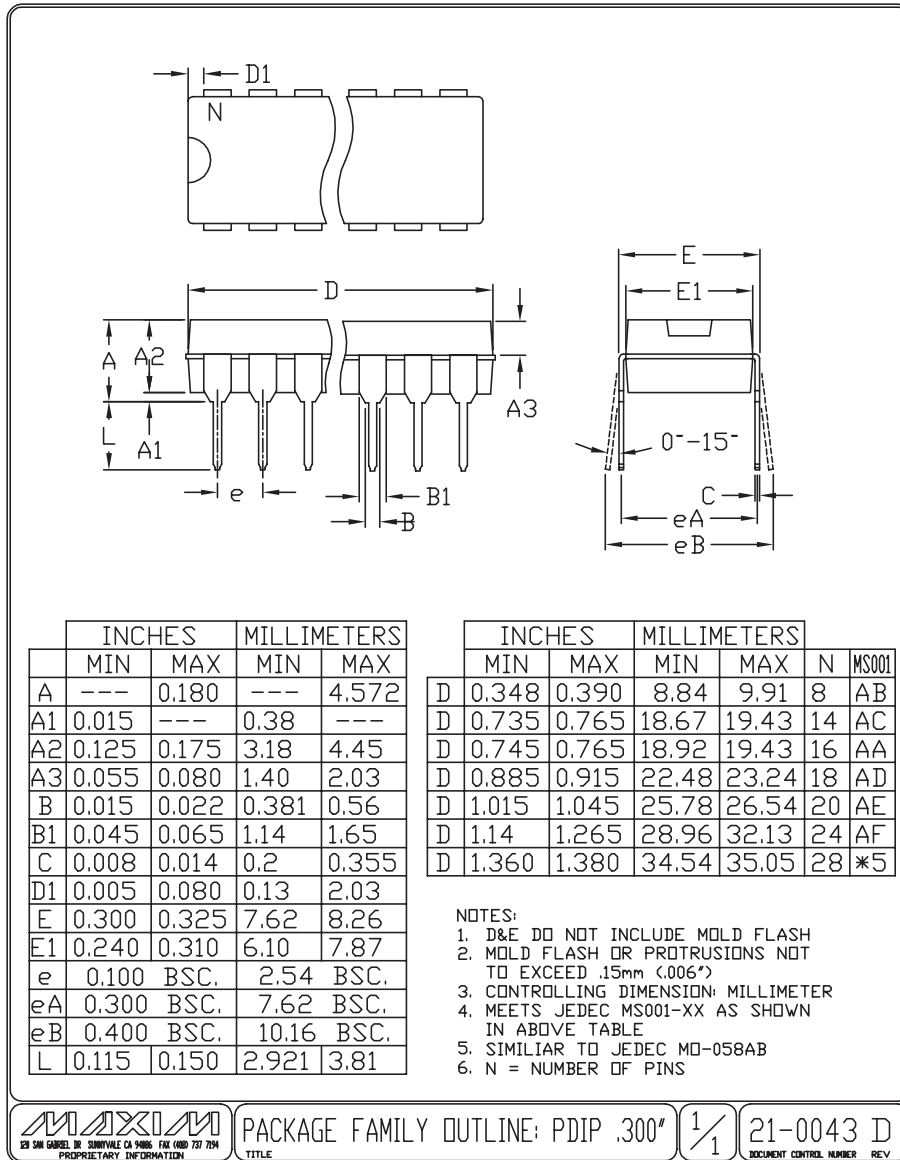 D1
N
D
E
E1
A
A2
A3
L
A1
0°-15°
e
B1
B
C
eA
eB
INCHES MILLIMETERS
MIN MAX MIN MAX
A --- 0.180 --- 4.572
A1 0.015 --- 0.38 ---
A2 0.125 0.175 3.18 4.45
A3 0.055 0.080 1.40 2.03
B 0.015 0.022 0.381 0.56
B1 0.045 0.065 1.14 1.65
C 0.008 0.014 0.2 0.355
D1 0.005 0.080 0.13 2.03
E 0.300 0.325 7.62 8.26
E1 0.240 0.310 6.10 7.87
e 0.100 BSC. 2.54 BSC.
eA 0.300 BSC. 7.62 BSC.
eB 0.400 BSC. 10.16 BSC.
L 0.115 0.150 2.921 3.81
INCHES MILLIMETERS
MIN MAX MIN MAX N MS001
D 0.348 0.390 8.84 9.91 8 AB
D 0.735 0.765 18.67 19.43 14 AC
D 0.745 0.765 18.92 19.43 16 AA
D 0.885 0.915 22.48 23.24 18 AD
D 1.015 1.045 25.78 26.54 20 AE
D 1.14 1.265 28.96 32.13 24 AF
D 1.360 1.380 34.54 35.05 28 *5
NOTES:
1. D&E DO NOT INCLUDE MOLD FLASH
2. MOLD FLASH OR PROTRUSIONS NOT
TO EXCEED .15mm (.006")
3. CONTROLLING DIMENSION: MILLIMETER
4. MEETS JEDEC MS001-XX AS SHOWN
IN ABOVE TABLE
5. SIMILIAR TO JEDEC MO-058AB
6. N = NUMBER OF PINS
MAXIM
120 SAN GABRIEL DR SUNNYVALE CA 94086 FAX (408) 737 7194
PROPRIETARY INFORMATION
PACKAGE FAMILY OUTLINE: PDIP .300"
TITLE
1/1
21-0043 D
DOCUMENT CONTROL NUMBER REV